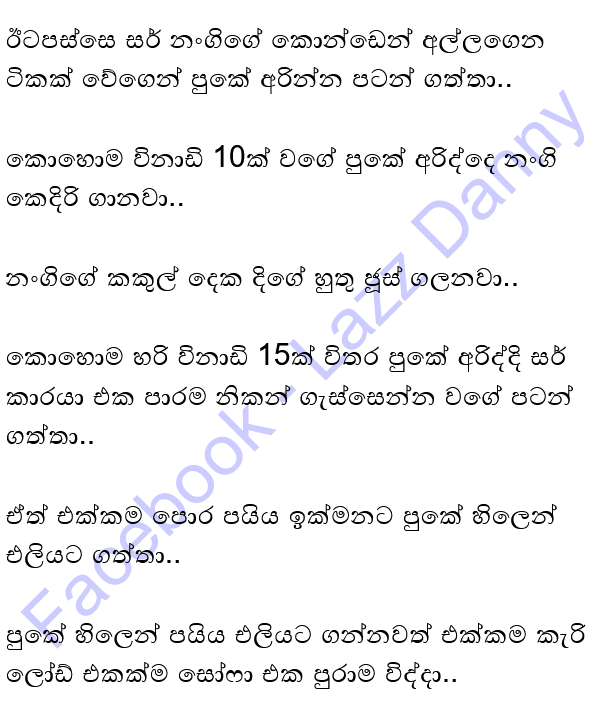 ඊටපස්සෙ සර් නංගිගේ කොන්ඩෙන් අල්ලගෙන
ටිකක් වේගෙන් පුකේ අරින්න පටන් ගත්තා..
කොහොම විනාඩි 10ක් වගේ පුකේ අරිද්දෙ නංගි
කෙදිරි ගානවා..
නංගිගේ කකුල් දෙක දිගේ හුතු ජූස් ගලනවා..
කොහොම හරි විනාඩි 15ක් විතර පුකේ අරිද්දි සර්
කාරයා එක පාරම නිකන් ගැස්සෙන්න වගේ පටන්
ගත්තා..
ඒත් එක්කම පොර පයිය ඉක්මනට පුකේ හිලෙන්
එලියට ගත්තා..
පුකේ හිලෙන් පයිය එලියට ගන්නවත් එක්කම කැරි
ලෝඩ් එකක්ම සෝෆා එක පුරාම විද්දා..
Facebook - Lazz Danny